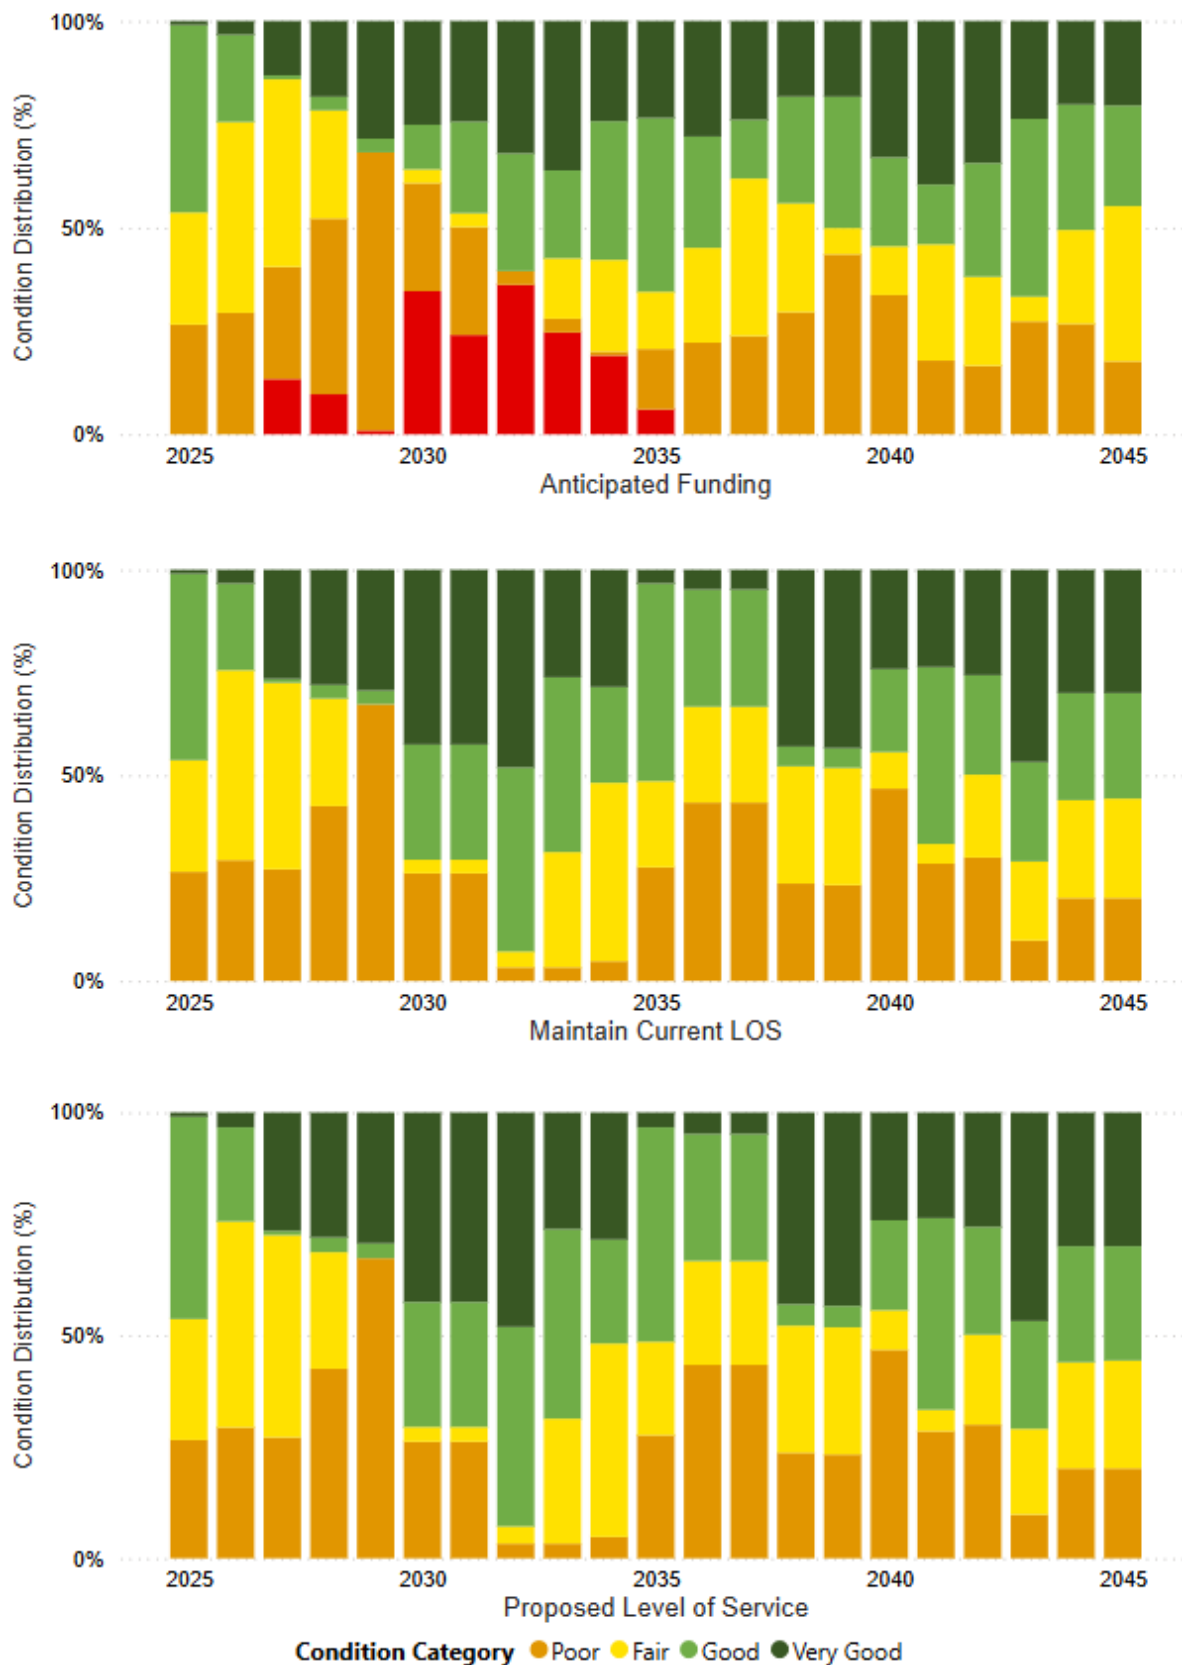 Condition Distribution (%)
100%
50%
0%
2025 2030 2035 2040 2045
Anticipated Funding
Condition Distribution (%)
100%
50%
0%
2025 2030 2035 2040 2045
Maintain Current LOS
Condition Distribution (%)
100%
50%
0%
2025 2030 2035 2040 2045
Proposed Level of Service
Condition Category Poor Fair Good Very Good